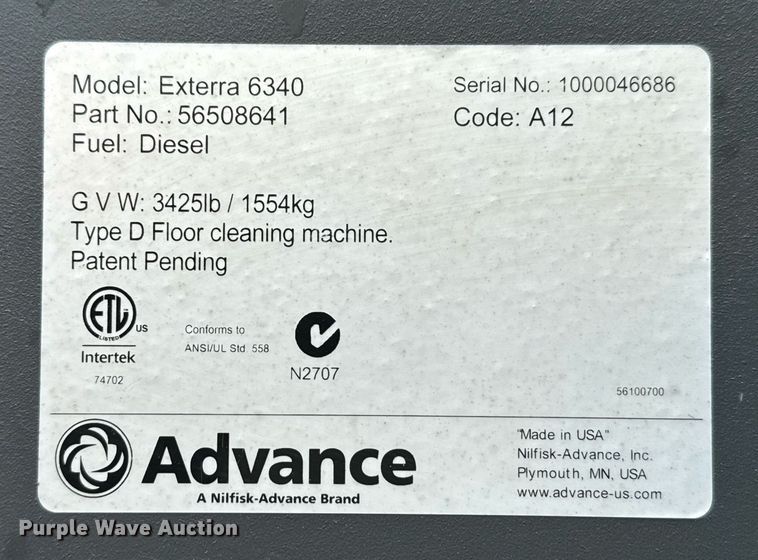 Model: Exterra 6340
Serial No.: 1000046686
Part No.: 56508641
Code: A12
Fuel: Diesel
G V W: 3425lb / 1554kg
Type D Floor cleaning machine.
Patent Pending
ETL US
LISTED
Intertek
74702
Conforms to
ANSI/UL Std. 558
N2707
56100700
Advance
A Nilfisk-Advance Brand
"Made in USA"
Nilfisk-Advance, Inc.
Plymouth, MN, USA
www.advance-us.com
Purple Wave Auction